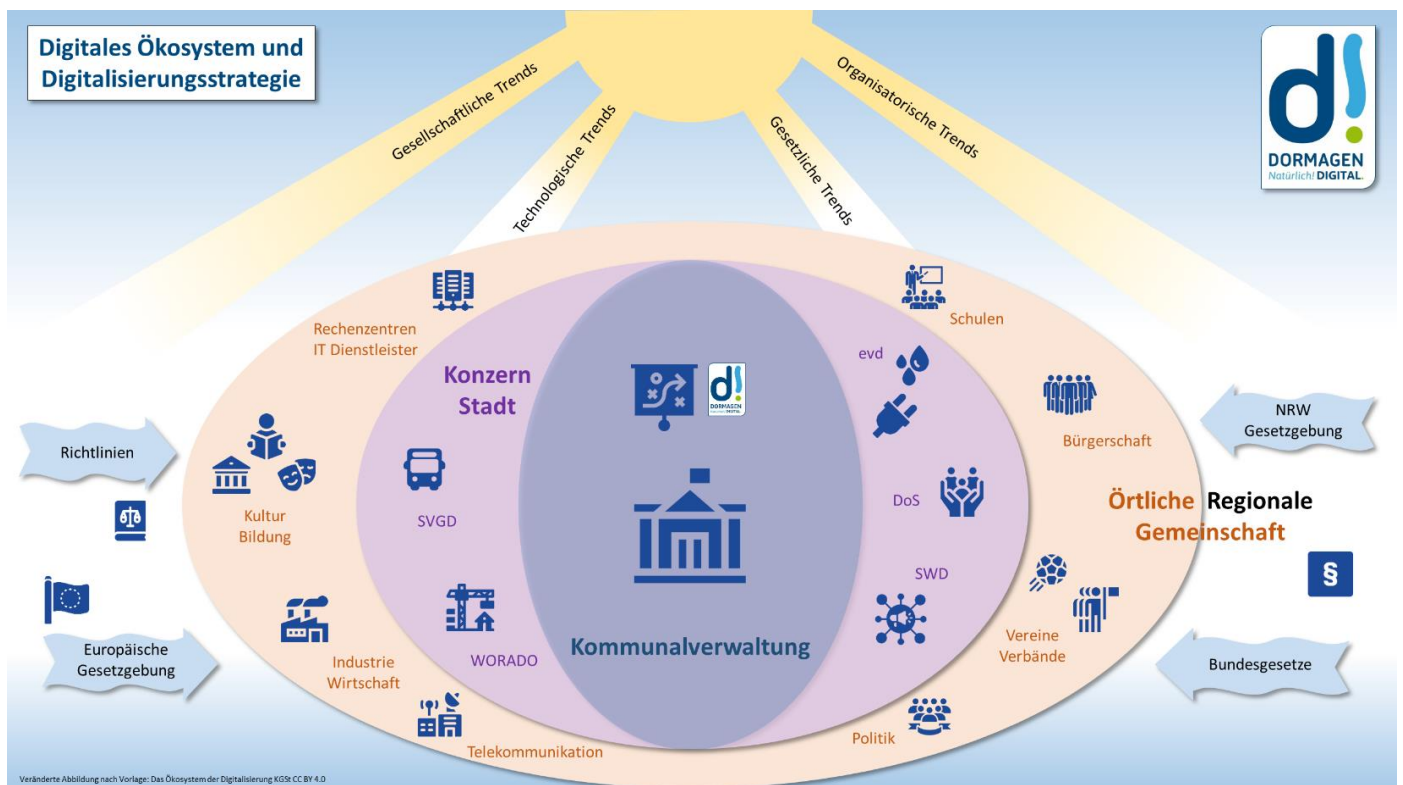 Digitales Ökosystem und
Digitalisierungsstrategie
Gesellschaftliche Trends
Technologische Trends
Gesetzliche Trends
Organisatorische Trends
d!
DORMAGEN
Natürlich! DIGITAL.
Rechenzentren
IT Dienstleister
Schulen
Konzern
Stadt
evd
d!
DORMAGEN
Bürgerschaft
NRW
Gesetzgebung
Richtlinien
Kultur
Bildung
SVGD
DoS
Örtliche Regionale
Gemeinschaft
§
SWD
Europäische
Gesetzgebung
Industrie
Wirtschaft
WORADO
Kommunalverwaltung
Vereine
Verbände
Bundesgesetze
Telekommunikation
Politik
Veränderte Abbildung nach Vorlage: Das Ökosystem der Digitalisierung KGSt CC BY 4.0